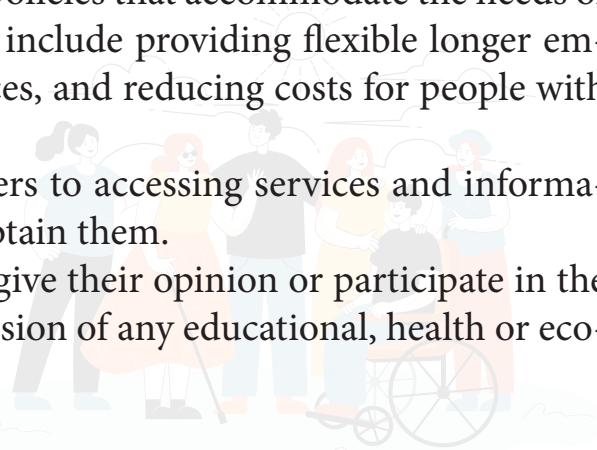 policies that accommodate the needs of
include providing flexible longer em-
ces, and reducing costs for people with
ers to accessing services and informa-
btain them.
give their opinion or participate in the
sion of any educational, health or eco-